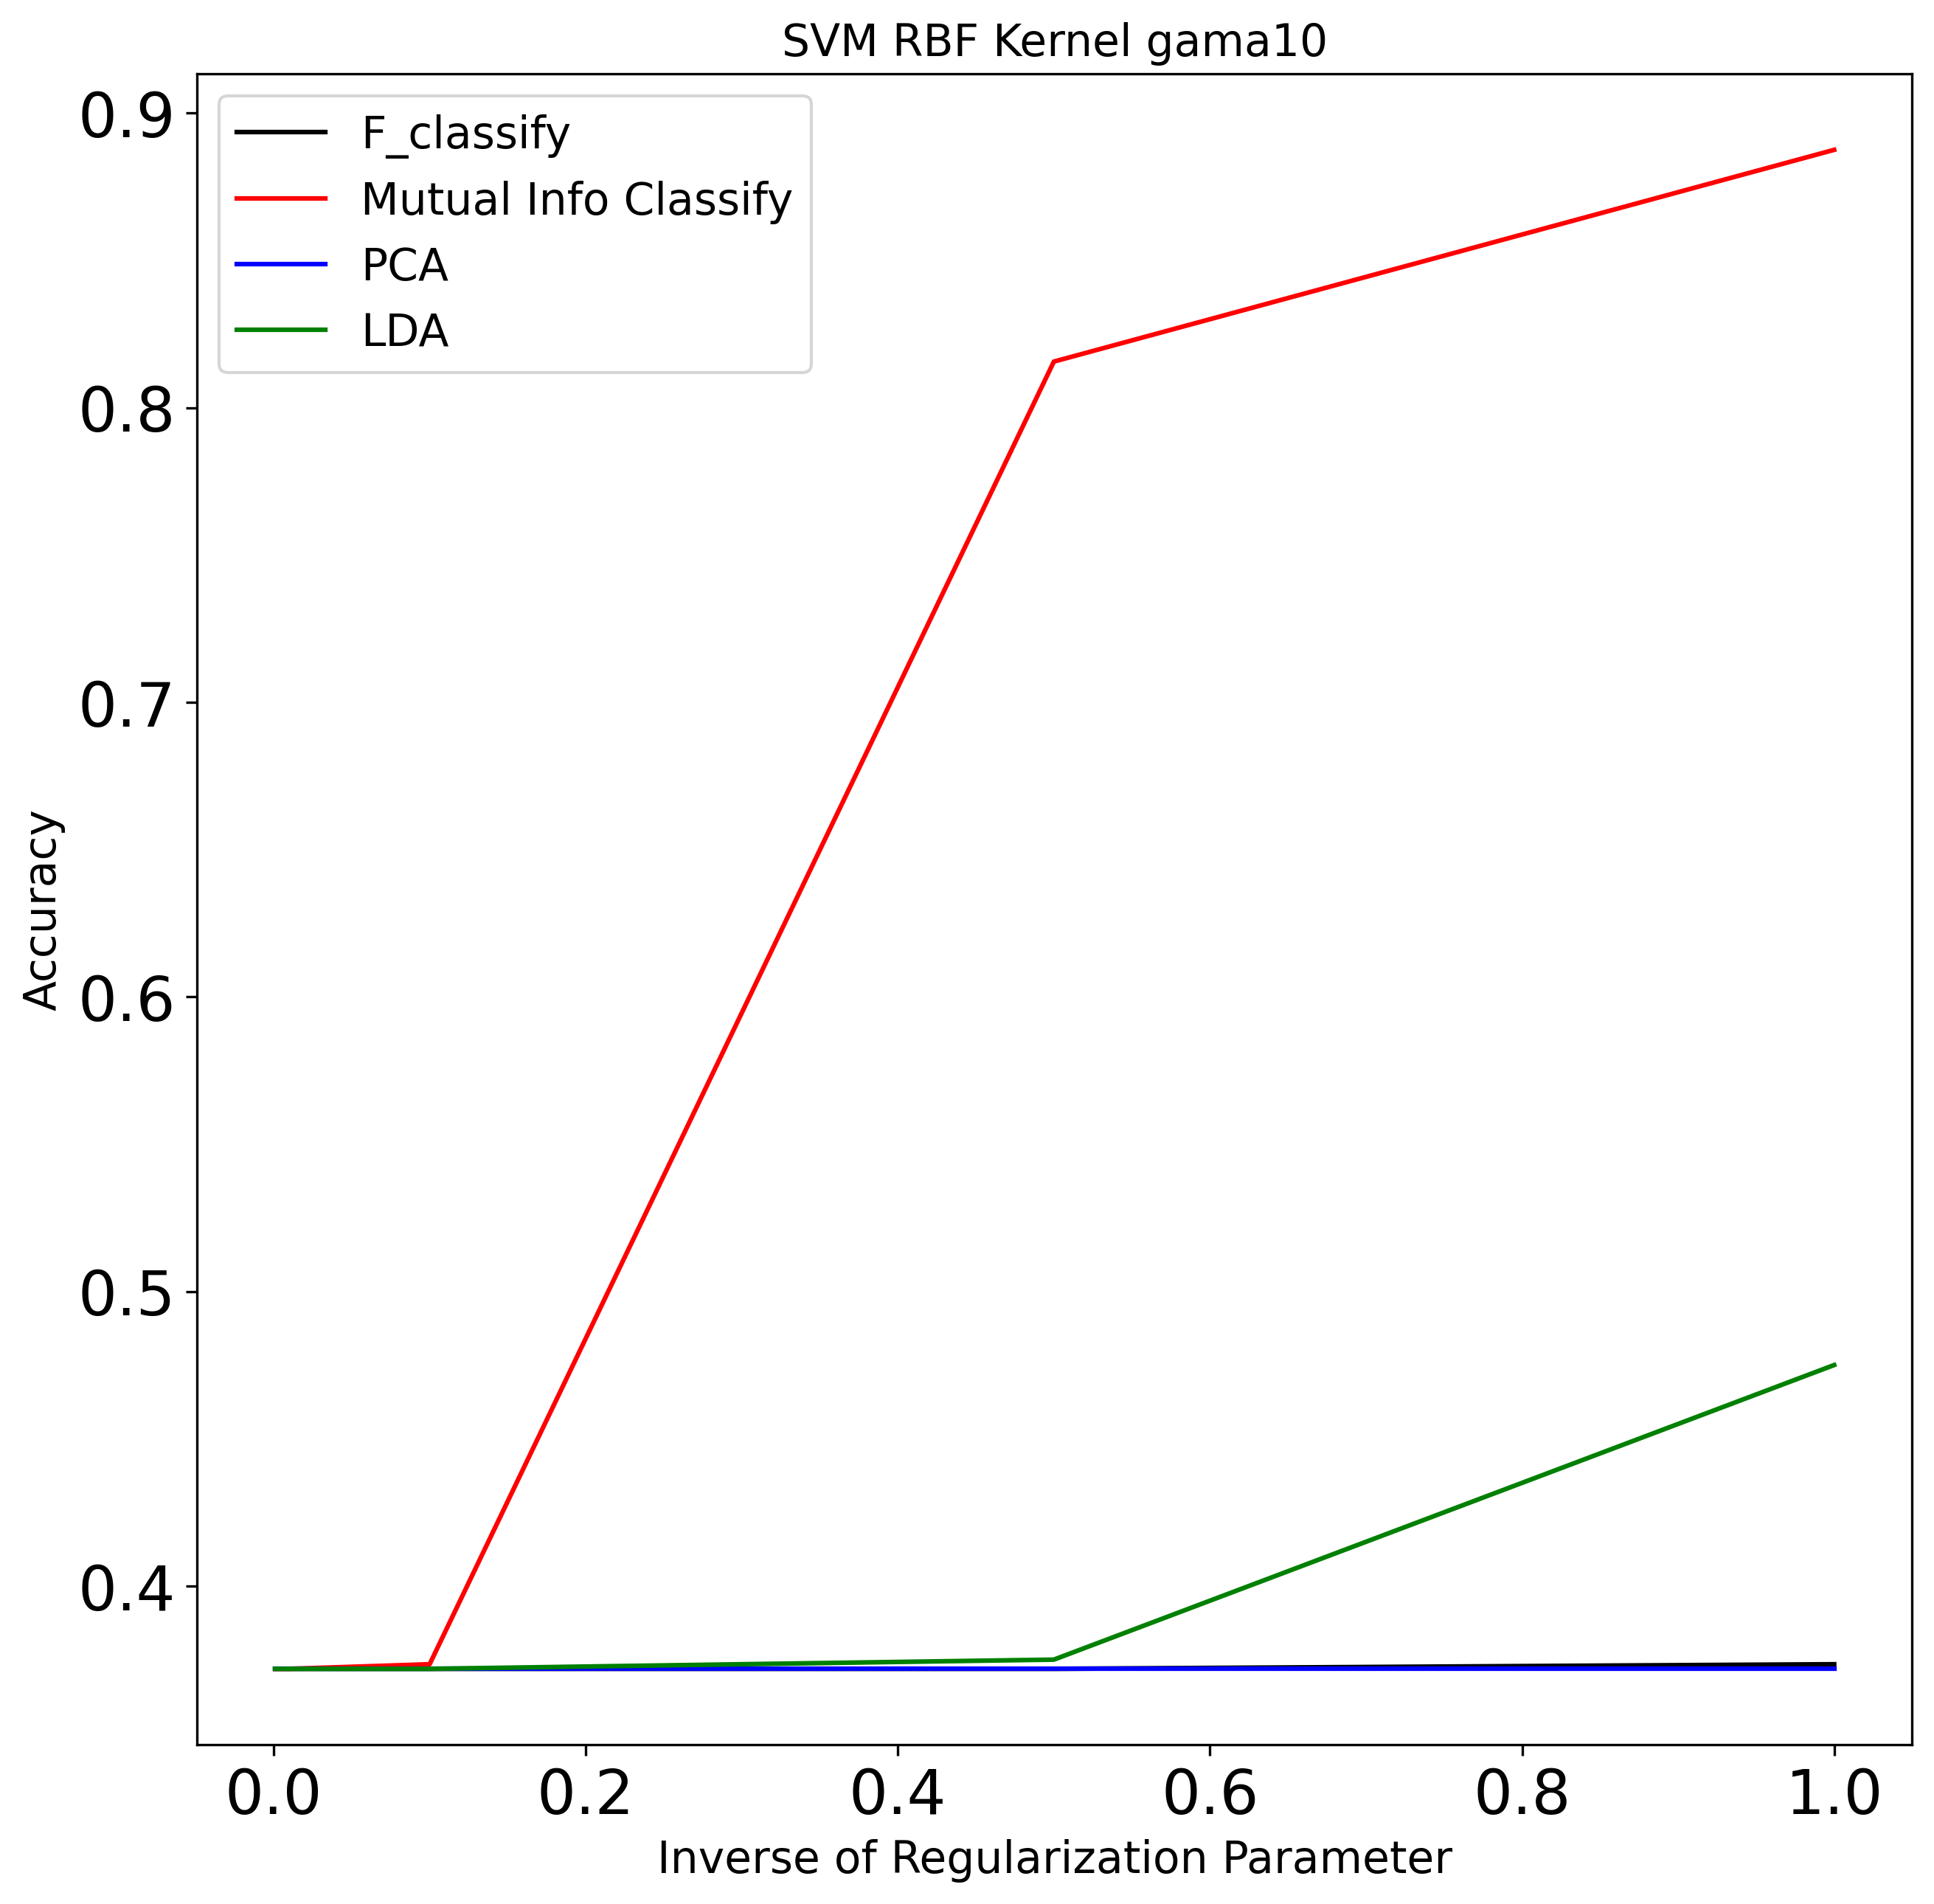 SVM RBF Kernel gama10
F_classify
Mutual Info Classify
PCA
LDA
0.9
0.8
0.7
0.6
0.5
0.4
Accuracy
0.0 0.2 0.4 0.6 0.8 1.0
Inverse of Regularization Parameter